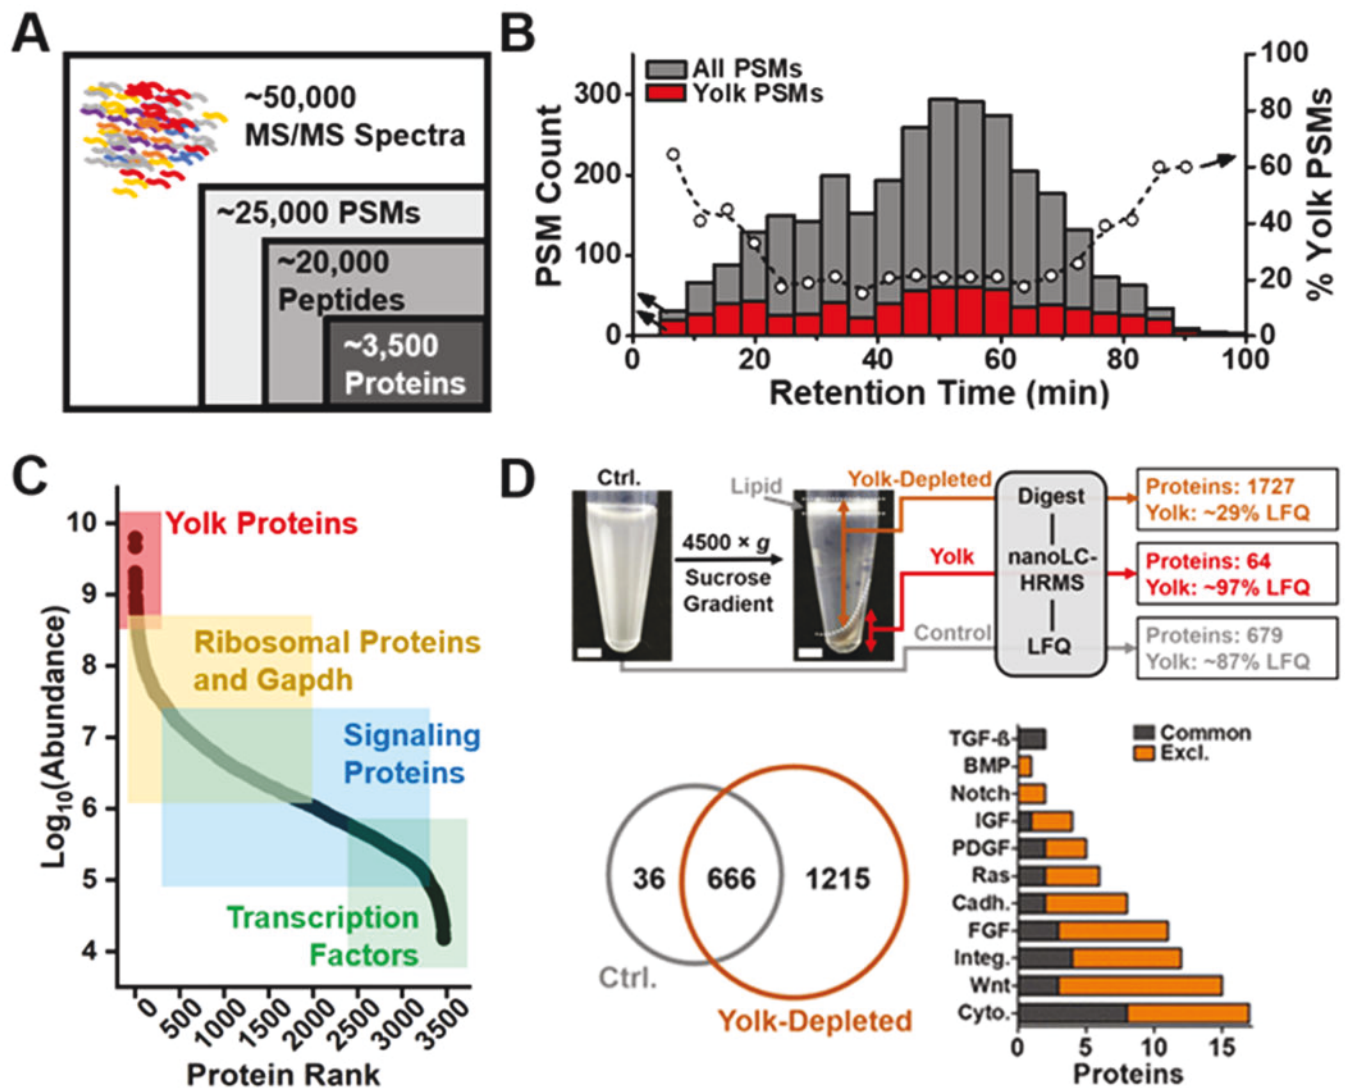 A
~50,000
MS/MS Spectra
~25,000 PSMs
~20,000
Peptides
~3,500
Proteins
B
All PSMs
Yolk PSMs
PSM Count
300
200
100
0
0
20
40
60
80
100
Retention Time (min)
100
80
60
40
20
0
% Yolk PSMs
C
Log10(Abundance)
10
9
8
7
6
5
4
Yolk Proteins
Ribosomal Proteins
and Gapdh
Signaling
Proteins
Transcription
Factors
0
500
1000
1500
2000
2500
3000
3500
Protein Rank
D
Ctrl.
4500 × g
Sucrose
Gradient
Lipid
Yolk-Depleted
Yolk
Control
Digest
nanoLC-
HRMS
LFQ
Proteins: 1727
Yolk: ~29% LFQ
Proteins: 64
Yolk: ~97% LFQ
Proteins: 679
Yolk: ~87% LFQ
36
666
1215
Ctrl.
Yolk-Depleted
Common
Excl.
TGF-ß
BMP
Notch
IGF
PDGF
Ras
Cadh.
FGF
Integ.
Wnt
Cyto.
0
5
10
15
Proteins